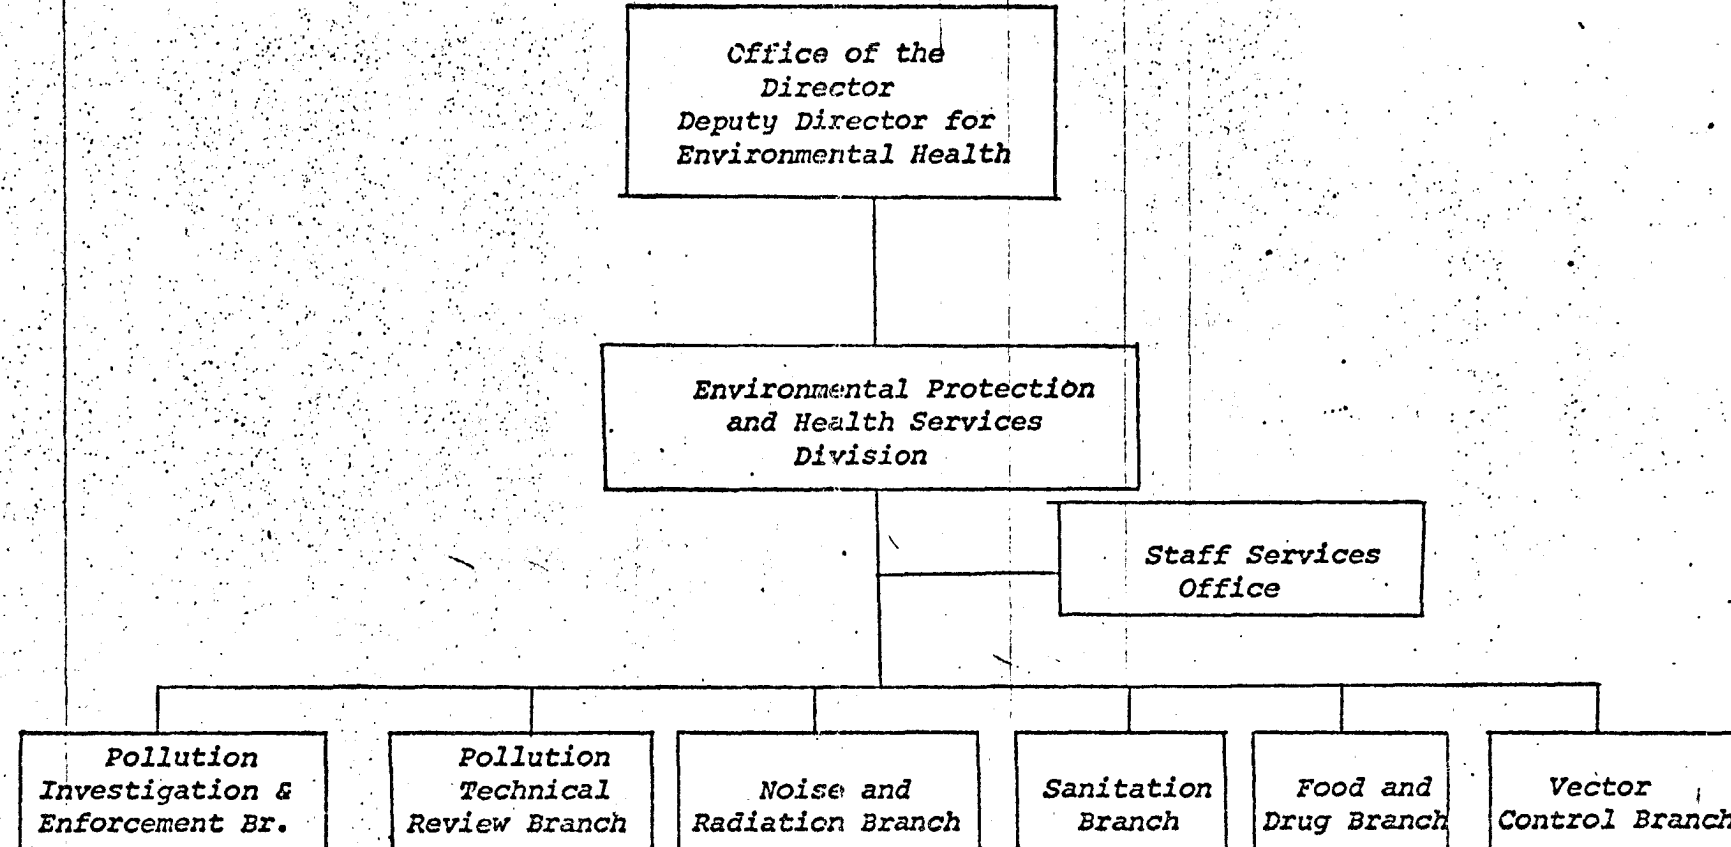 Office of the
Director
Deputy Director for
Environmental Health
Environmental Protection
and Health Services
Division
Staff Services
Office
Pollution
Investigation &
Enforcement Br.
Pollution
Technical
Review Branch
Noise and
Radiation Branch
Sanitation
Branch
Food and
Drug Branch
Vector
Control Branch